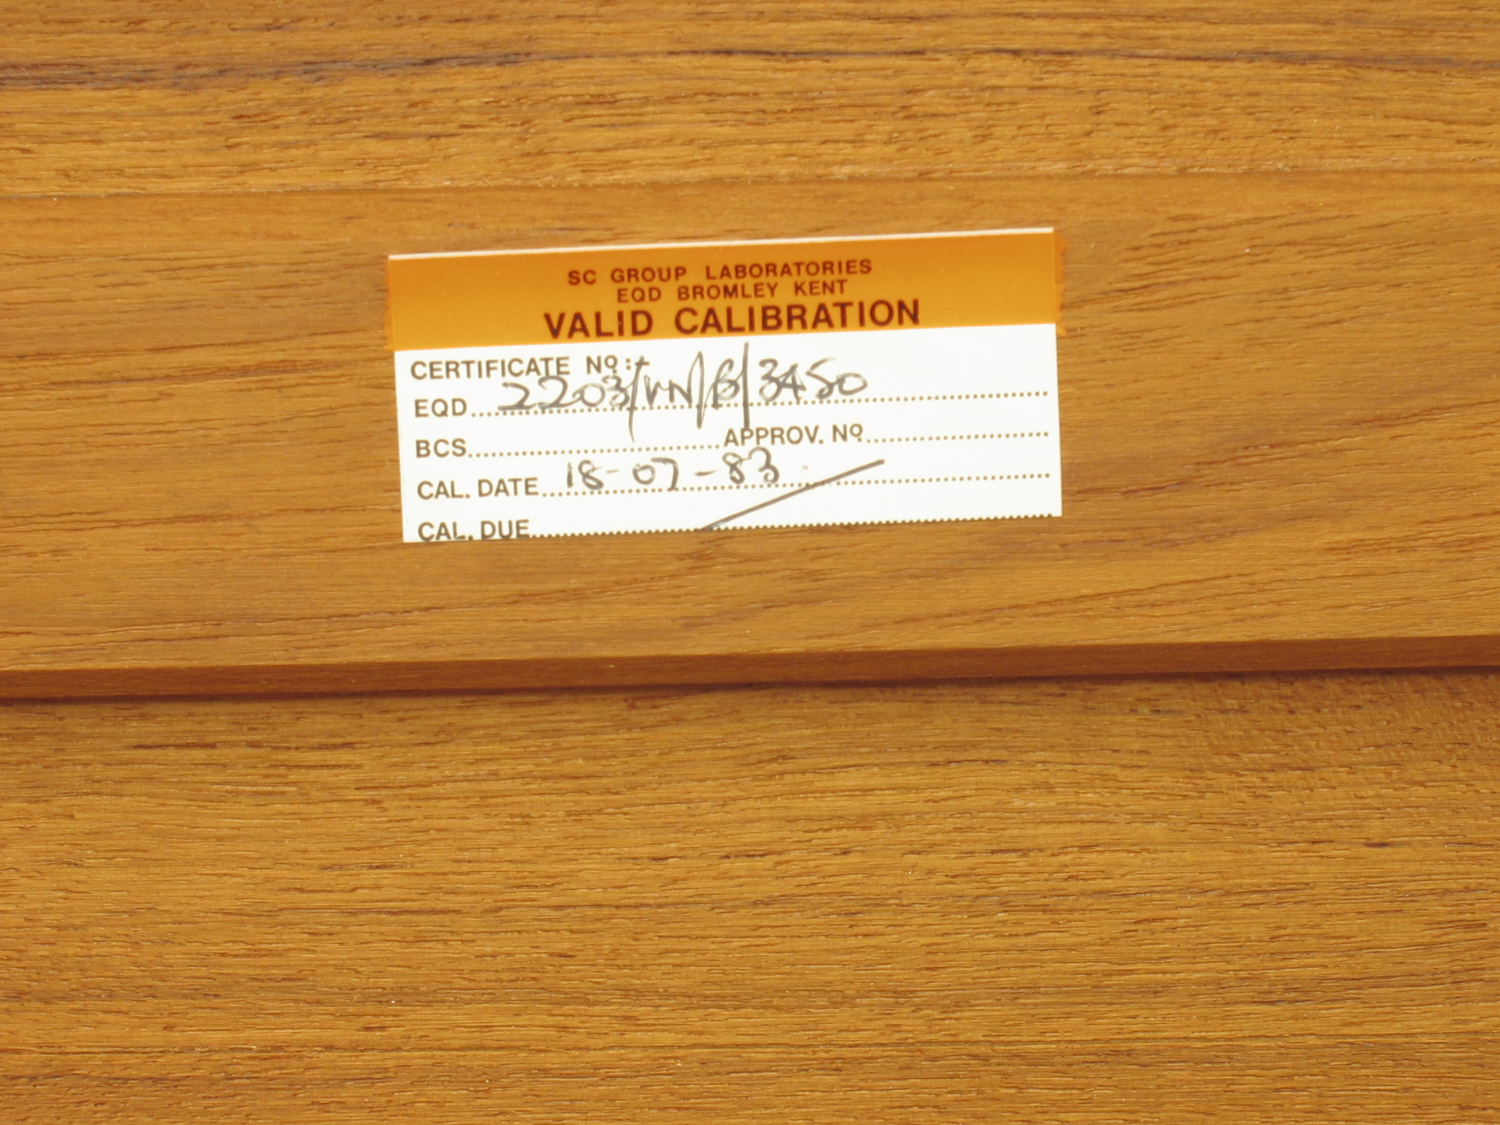 SC GROUP LABORATORIES
EQD BROMLEY KENT
VALID CALIBRATION
CERTIFICATE Nº:-
EQD 2203/VN/B/3450
BCS APPROV. Nº
CAL. DATE 18-07-83
CAL. DUE